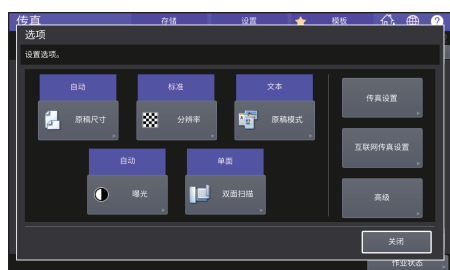 传真
存储
设置
模板
选项
设置选项。
自动
标准
文本
原稿尺寸
分辨率
原稿模式
传真设置
自动
单面
互联网传真设置
曝光
双面扫描
高级
关闭
作业状态